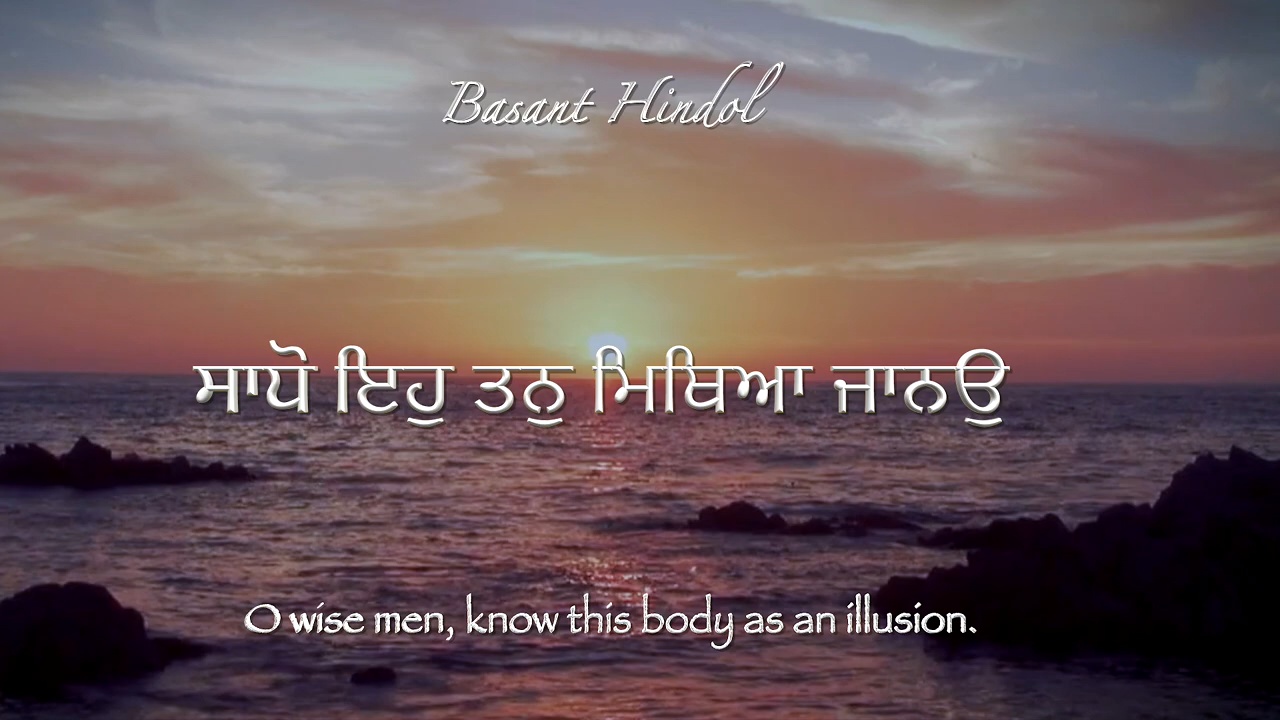 Basant Hindol
ਸਾਧੋ ਇਹੁ ਤਨੁ ਮਿਥਿਆ ਜਾਨਉ
O wise men, know this body as an illusion.